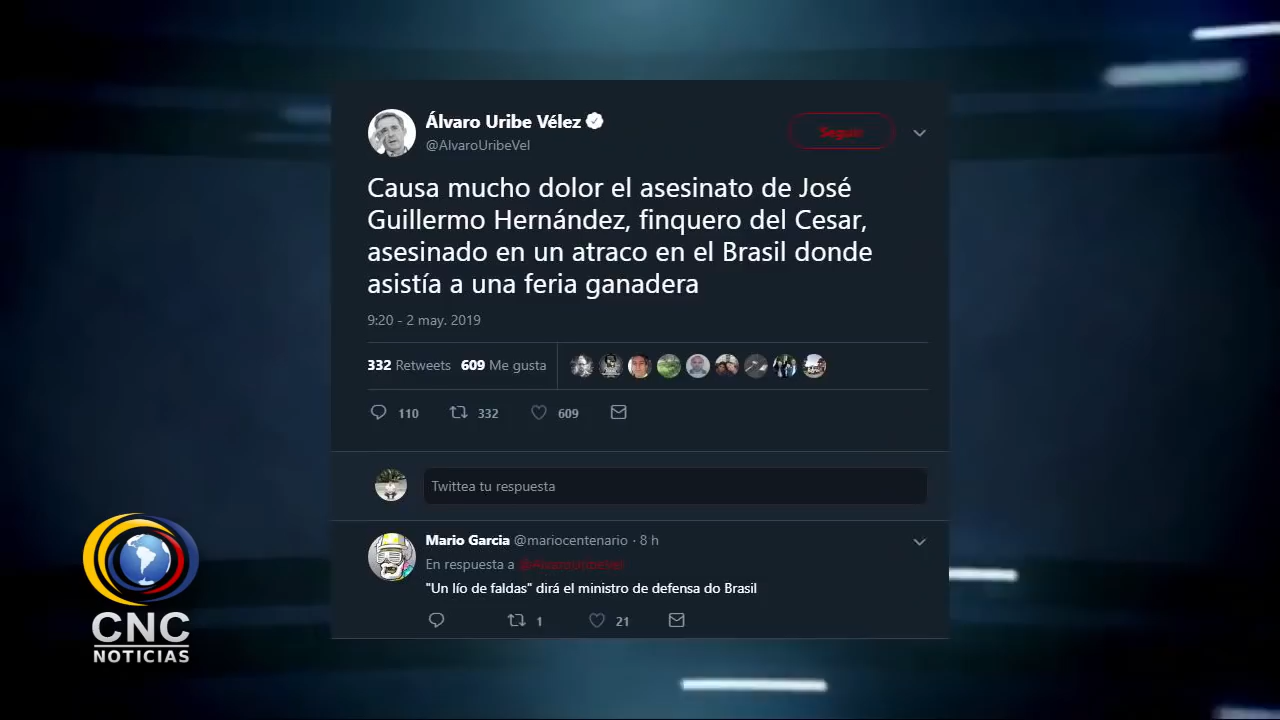 Álvaro Uribe Vélez
@AlvaroUribeVel
Seguir
Causa mucho dolor el asesinato de José
Guillermo Hernández, finquero del Cesar,
asesinado en un atraco en el Brasil donde
asistía a una feria ganadera
9:20 - 2 may. 2019
332 Retweets 609 Me gusta
110 332 609
Twittea tu respuesta
Mario Garcia @mariocentenario · 8 h
En respuesta a @AlvaroUribeVel
"Un lío de faldas" dirá el ministro de defensa do Brasil
1 21
CNC
NOTICIAS